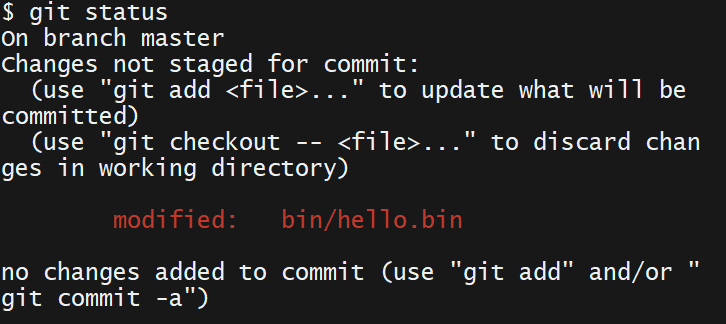 $ git status
On branch master
Changes not staged for commit:
  (use "git add <file>..." to update what will be
committed)
  (use "git checkout -- <file>..." to discard chan
ges in working directory)
        modified:   bin/hello.bin
no changes added to commit (use "git add" and/or "
git commit -a")